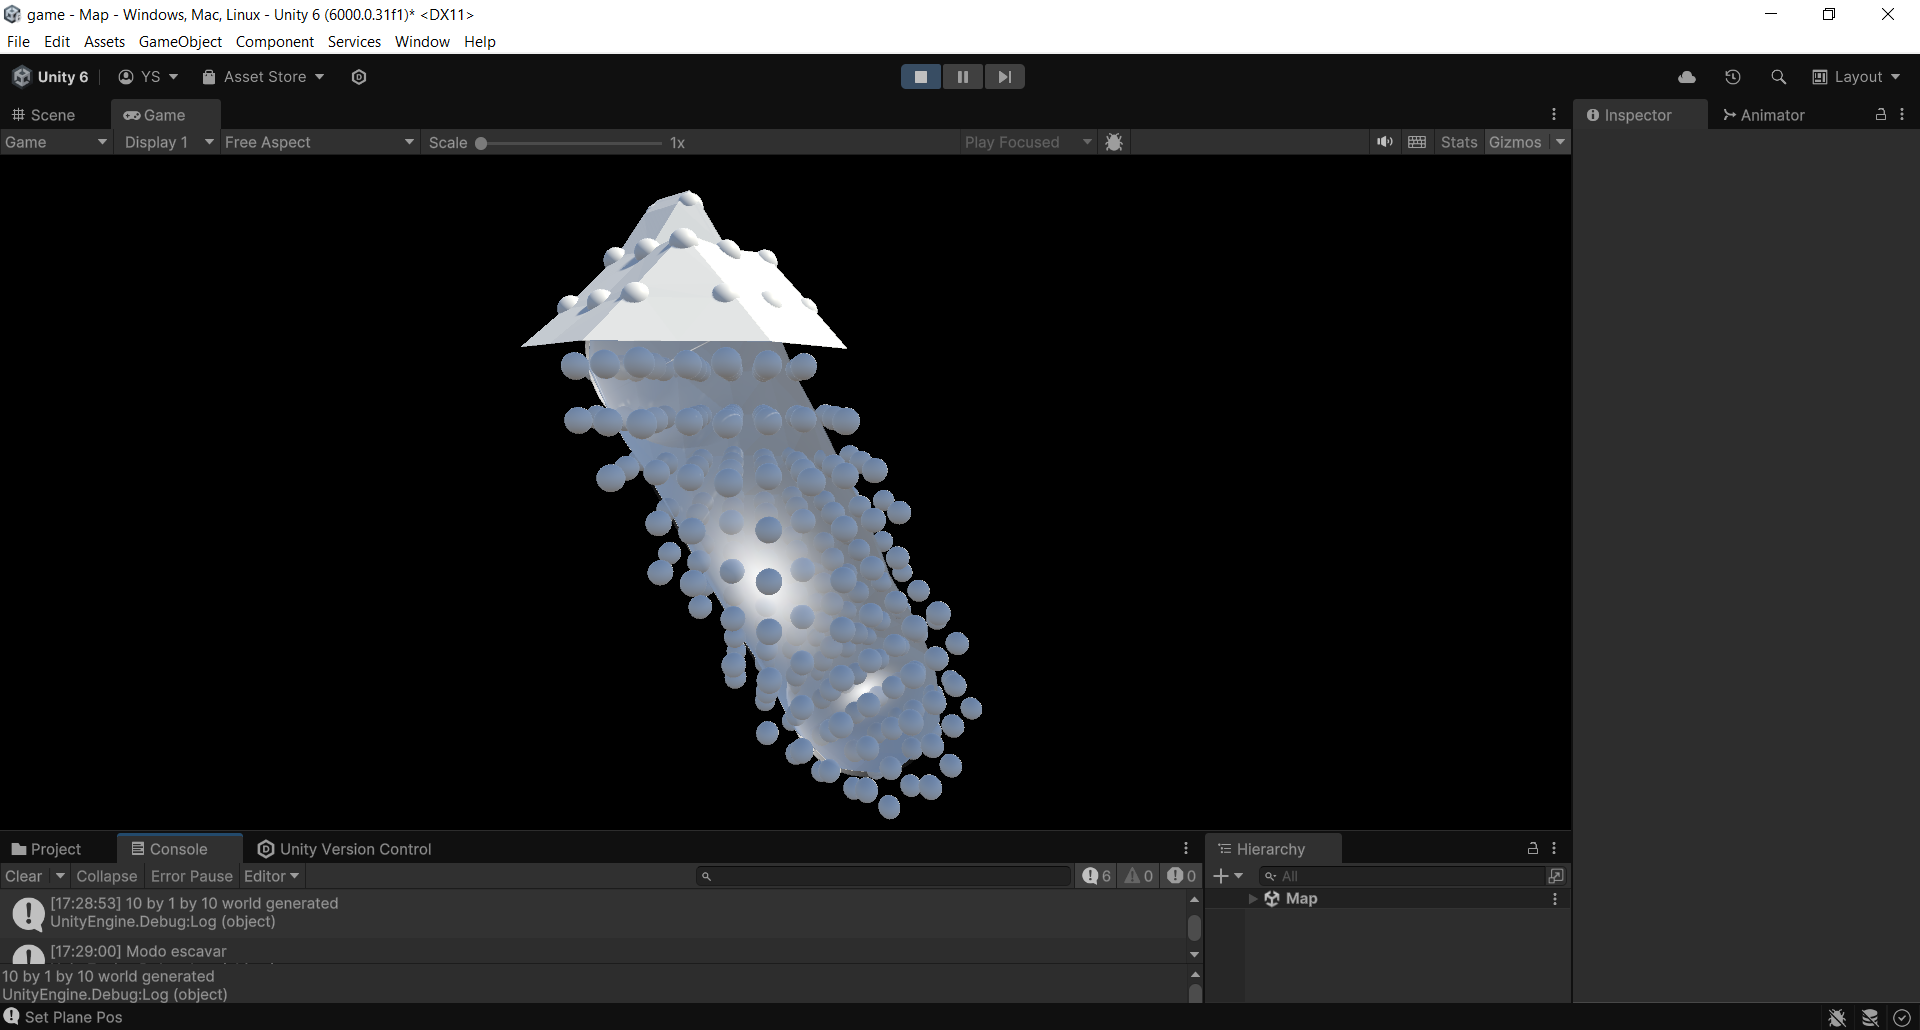 game - Map - Windows, Mac, Linux - Unity 6 (6000.0.31f1)* <DX11>
File Edit Assets GameObject Component Services Window Help
Unity 6 YS Asset Store Layout
Scene Game Inspector Animator
Game Display 1 Free Aspect Scale 1x Play Focused Stats Gizmos
Project Console Unity Version Control Hierarchy
Clear Collapse Error Pause Editor 6 0 0 All
[17:28:53] 10 by 1 by 10 world generated
UnityEngine.Debug:Log (object)
Map
[17:29:00] Modo escavar
10 by 1 by 10 world generated
UnityEngine.Debug:Log (object)
Set Plane Pos